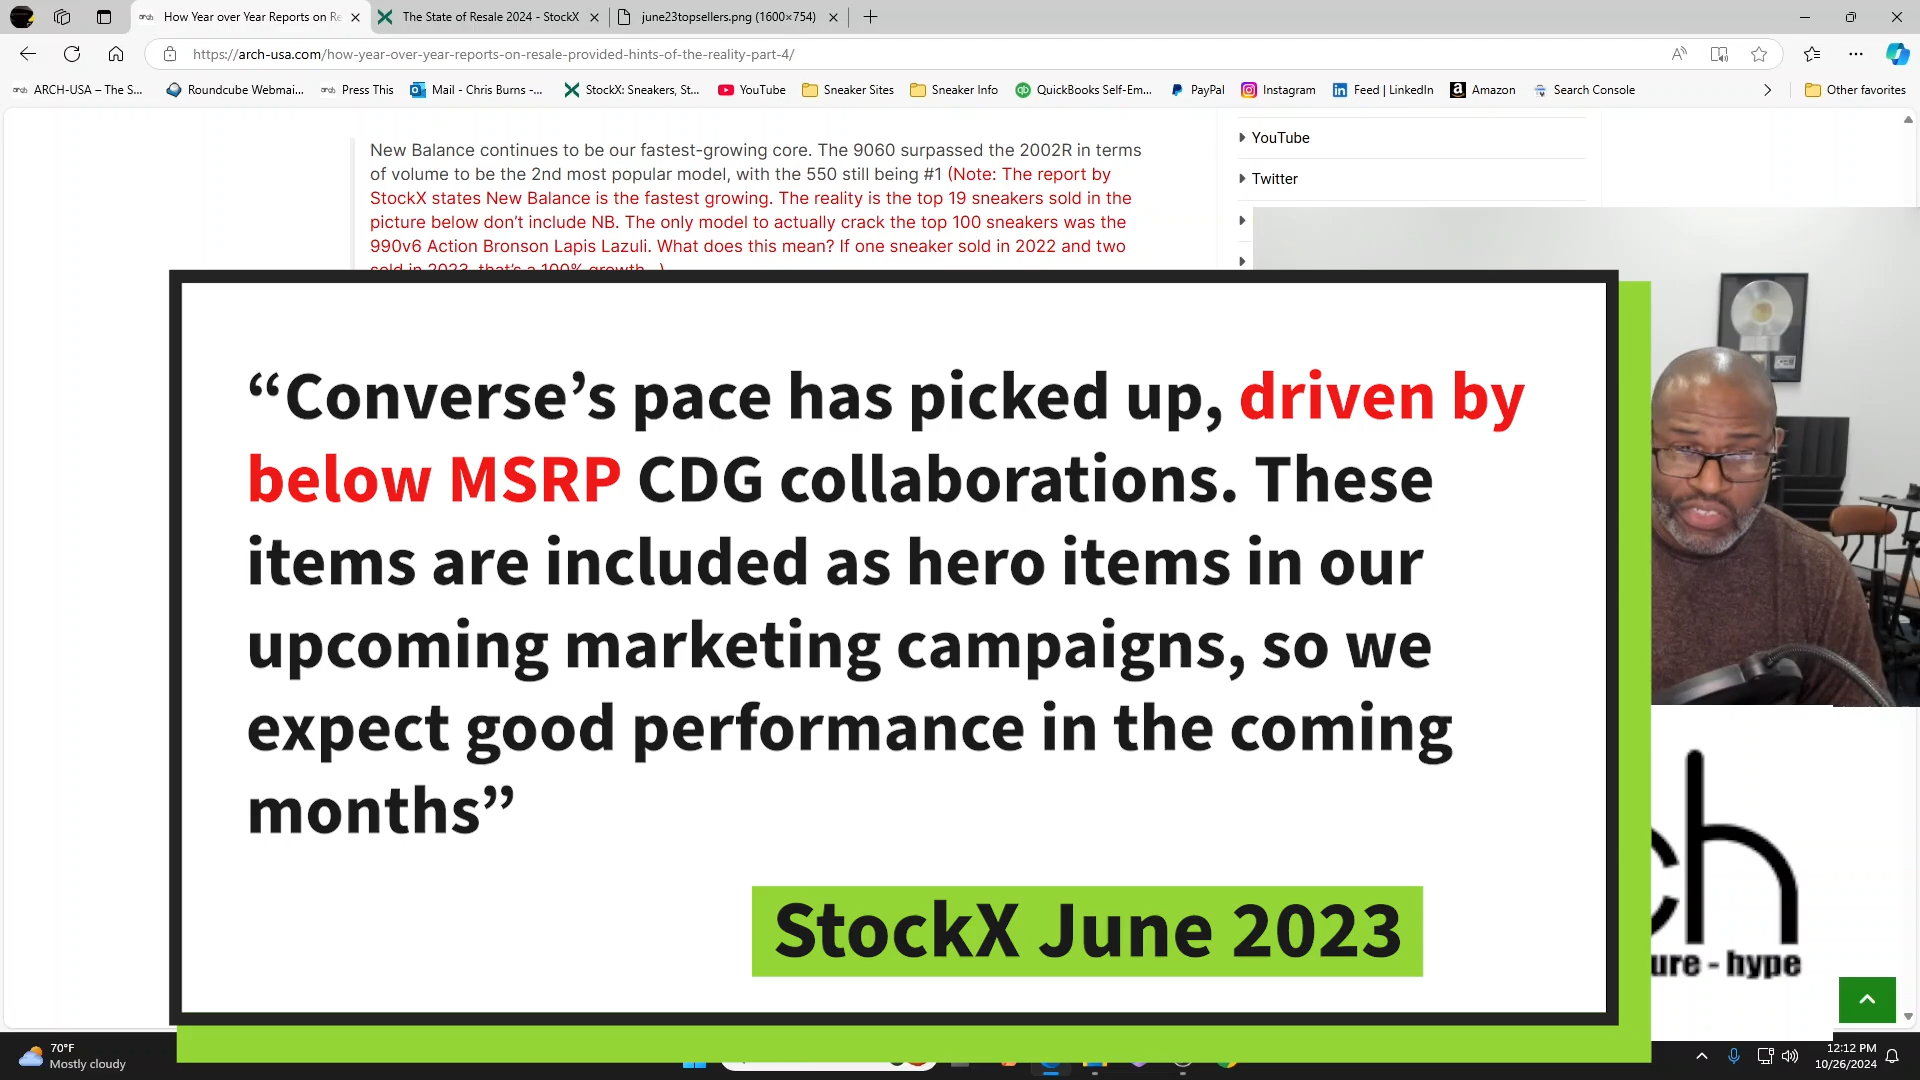 How Year over Year Reports on Re
The State of Resale 2024 - StockX
june23topsellers.png (1600×754)
https://arch-usa.com/how-year-over-year-reports-on-resale-provided-hints-of-the-reality-part-4/
ARCH-USA – The S...
Roundcube Webmai...
Press This
Mail - Chris Burns -...
StockX: Sneakers, St...
YouTube
Sneaker Sites
Sneaker Info
QuickBooks Self-Em...
PayPal
Instagram
Feed | LinkedIn
Amazon
Search Console
Other favorites
New Balance continues to be our fastest-growing core. The 9060 surpassed the 2002R in terms
of volume to be the 2nd most popular model, with the 550 still being #1 (Note: The report by
StockX states New Balance is the fastest growing. The reality is the top 19 sneakers sold in the
picture below don’t include NB. The only model to actually crack the top 100 sneakers was the
990v6 Action Bronson Lapis Lazuli. What does this mean? If one sneaker sold in 2022 and two
sold in 2023, that’s a 100% growth...)
YouTube
Twitter
“Converse’s pace has picked up, driven by
below MSRP CDG collaborations. These
items are included as hero items in our
upcoming marketing campaigns, so we
expect good performance in the coming
months”
StockX June 2023
ch
ure - hype
70°F
Mostly cloudy
12:12 PM
10/26/2024